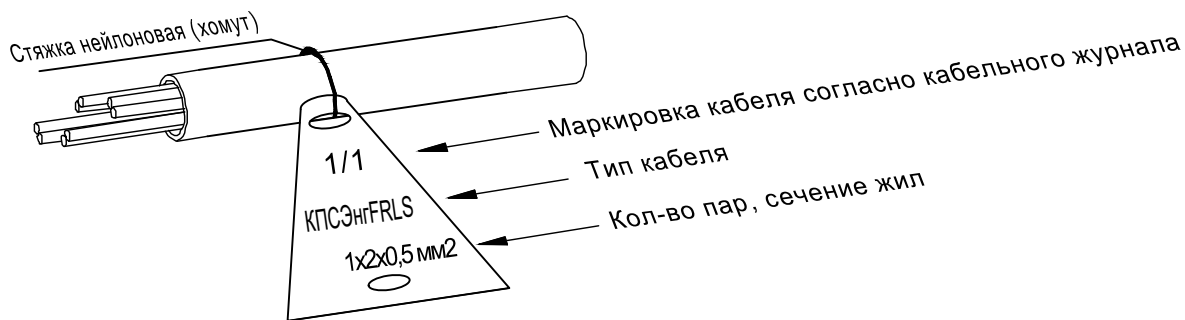 Стяжка нейлоновая (хомут)
Маркировка кабеля согласно кабельного журнала
1/1
Тип кабеля
КПСЭнгFRLS
Кол-во пар, сечение жил
1x2x0,5 мм2